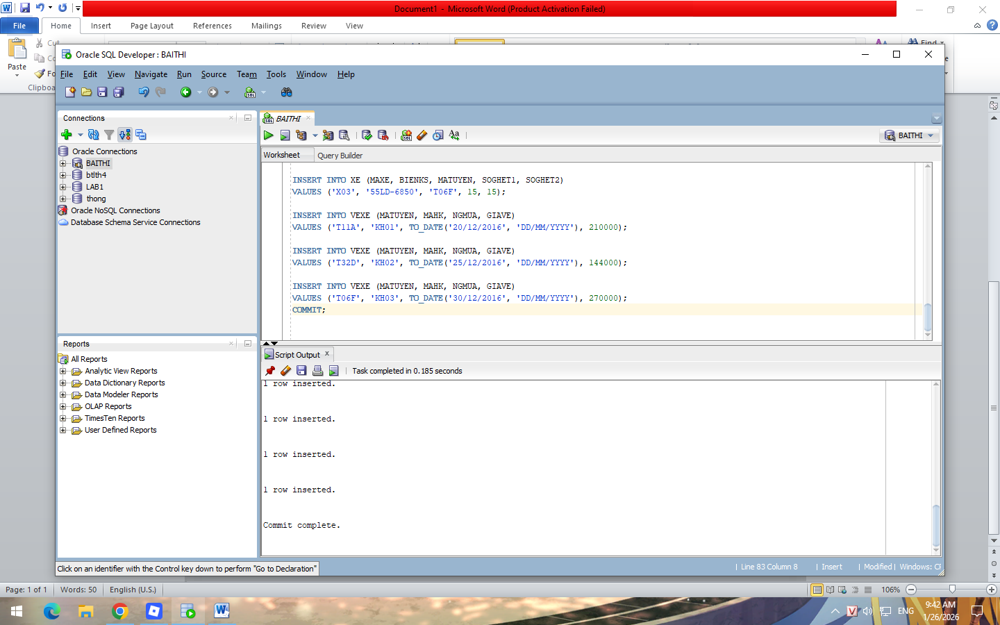 Document1 - Microsoft Word (Product Activation Failed)
File Home Insert Page Layout References Mailings Review View
Paste
Cut
Find
Clipboa
Oracle SQL Developer : BAITHI
File Edit View Navigate Run Source Team Tools Window Help
Connections
Oracle Connections
BAITHI
btlth4
LAB1
thong
Oracle NoSQL Connections
Database Schema Service Connections
Reports
All Reports
Analytic View Reports
Data Dictionary Reports
Data Modeler Reports
OLAP Reports
TimesTen Reports
User Defined Reports
BAITHI
BAITHI
Worksheet Query Builder
INSERT INTO XE (MAXE, BIENKS, MATUYEN, SOGHET1, SOGHET2)
VALUES ('X03', '55LD-6850', 'T06F', 15, 15);
INSERT INTO VEXE (MATUYEN, MAHK, NGMUA, GIAVE)
VALUES ('T11A', 'KH01', TO_DATE('20/12/2016', 'DD/MM/YYYY'), 210000);
INSERT INTO VEXE (MATUYEN, MAHK, NGMUA, GIAVE)
VALUES ('T32D', 'KH02', TO_DATE('25/12/2016', 'DD/MM/YYYY'), 144000);
INSERT INTO VEXE (MATUYEN, MAHK, NGMUA, GIAVE)
VALUES ('T06F', 'KH03', TO_DATE('30/12/2016', 'DD/MM/YYYY'), 270000);
COMMIT;
Script Output
Task completed in 0.185 seconds
1 row inserted.
1 row inserted.
1 row inserted.
1 row inserted.
Commit complete.
Click on an identifier with the Control key down to perform "Go to Declaration"
Line 83 Column 8 Insert Modified Windows: CF
Page: 1 of 1 Words: 50 English (U.S.) 106%
ENG
9:42 AM
1/26/2026